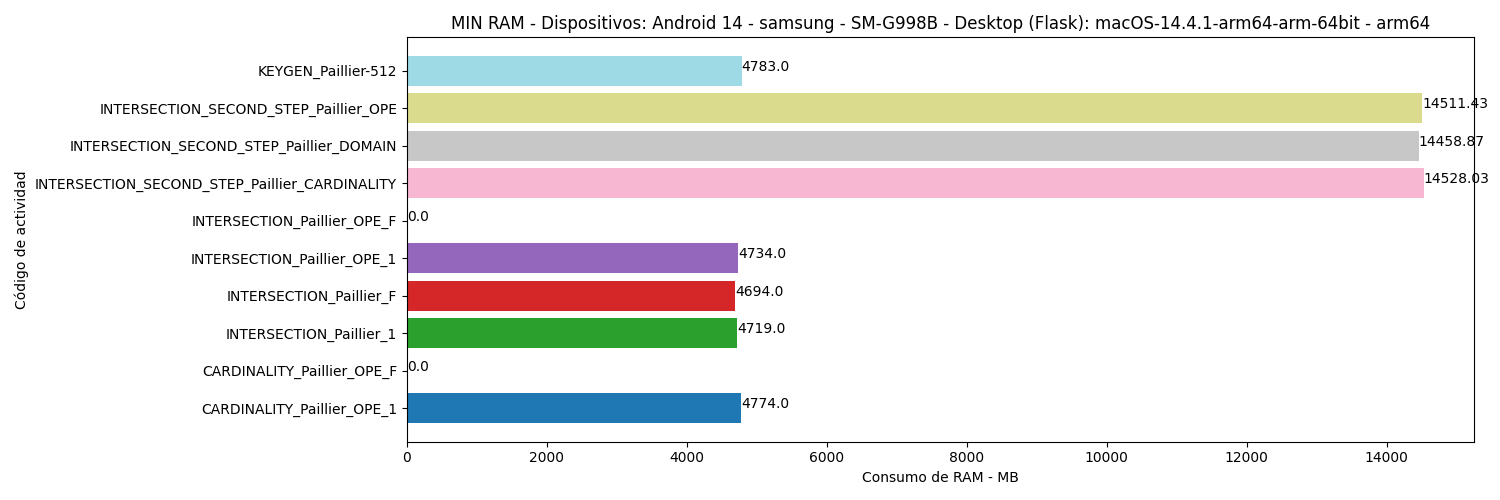 MIN RAM - Dispositivos: Android 14 - samsung - SM-G998B - Desktop (Flask): macOS-14.4.1-arm64-arm-64bit - arm64
Código de actividad
KEYGEN_Paillier-512 4783.0
INTERSECTION_SECOND_STEP_Paillier_OPE 14511.43
INTERSECTION_SECOND_STEP_Paillier_DOMAIN 14458.87
INTERSECTION_SECOND_STEP_Paillier_CARDINALITY 14528.03
INTERSECTION_Paillier_OPE_F 0.0
INTERSECTION_Paillier_OPE_1 4734.0
INTERSECTION_Paillier_F 4694.0
INTERSECTION_Paillier_1 4719.0
CARDINALITY_Paillier_OPE_F 0.0
CARDINALITY_Paillier_OPE_1 4774.0
0 2000 4000 6000 8000 10000 12000 14000
Consumo de RAM - MB